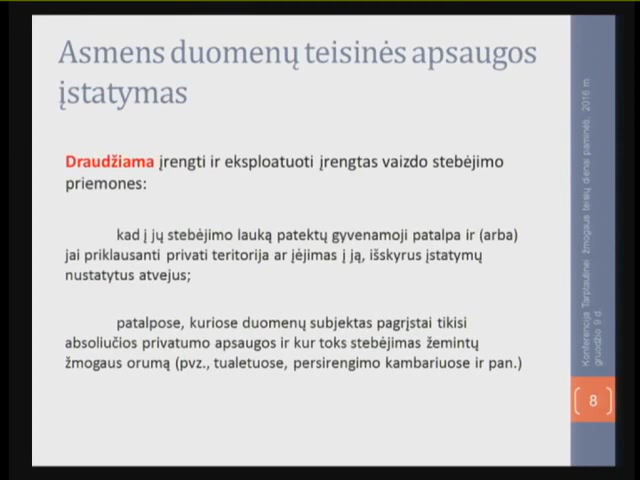 Asmens duomenų teisinės apsaugos
įstatymas
Draudžiama įrengti ir eksploatuoti įrengtas vaizdo stebėjimo
priemones:
kad į jų stebėjimo lauką patektų gyvenamoji patalpa ir (arba)
jai priklausanti privati teritorija ar įėjimas į ją, išskyrus įstatymų
nustatytus atvejus;
patalpose, kuriose duomenų subjektas pagrįstai tikisi
absoliučios privatumo apsaugos ir kur toks stebėjimas žemintų
žmogaus orumą (pvz., tualetuose, persirengimo kambariuose ir pan.)
Konferencija Tarptautinei žmogaus teisių dienai paminėti, 2016 m.
gruodžio 9 d.
8